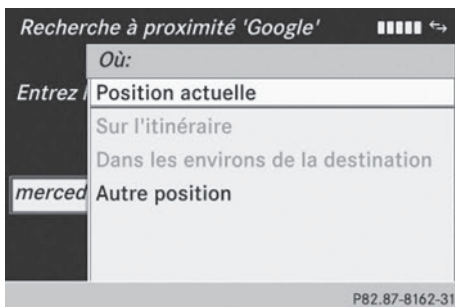 Recherche à proximité 'Google'
Où:
Entrez
Position actuelle
Sur l'itinéraire
Dans les environs de la destination
merced Autre position
P82.87-8162-31